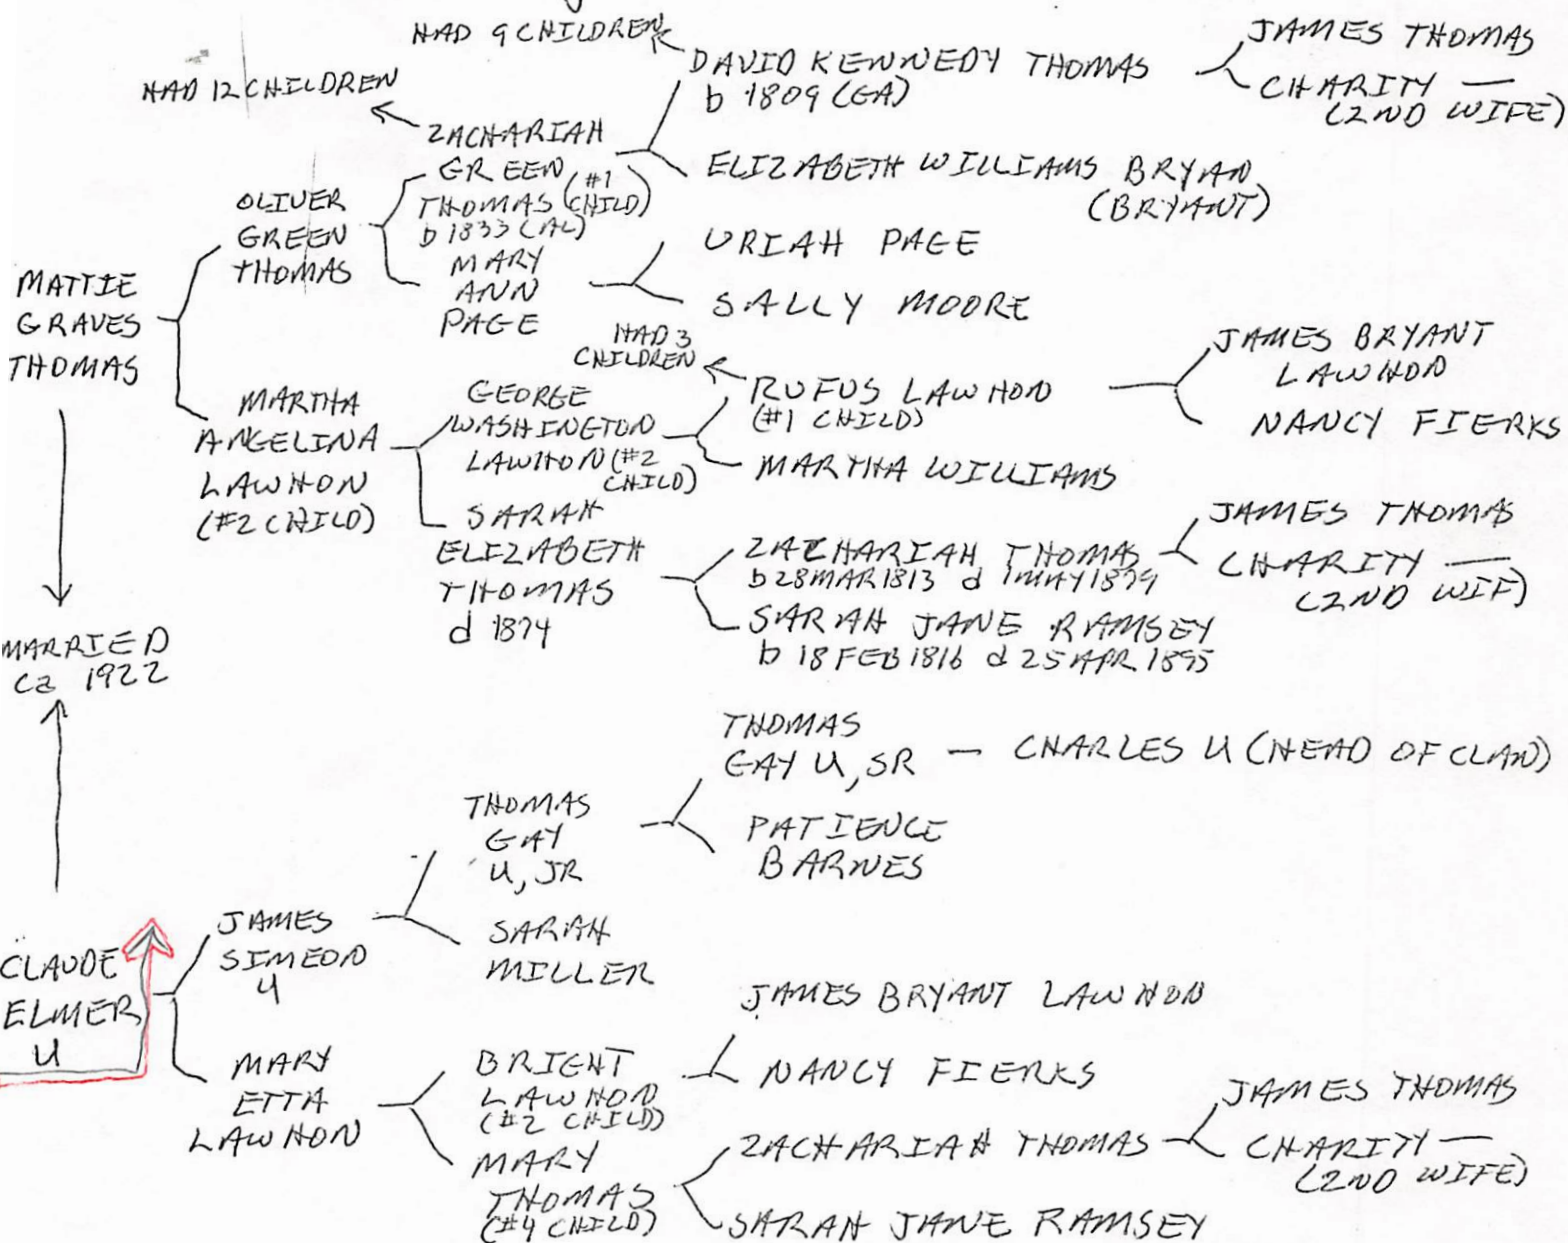 HAD 9 CHILDREN
DAVID KENNEDY THOMAS
b 1809 (GA)
JAMES THOMAS
CHARITY —
(2ND WIFE)
HAD 12 CHILDREN
ZACHARIAH
GREEN (#1
THOMAS CHILD)
b 1833 (AL)
ELIZABETH WILLIAMS BRYAN
(BRYANT)
OLIVER
GREEN
THOMAS
MARY
ANN
PAGE
URIAH PAGE
SALLY MOORE
MATTIE
GRAVES
THOMAS
HAD 3
CHILDREN
RUFUS LAWHON
(#1 CHILD)
JAMES BRYANT
LAWHON
NANCY FIERKS
MARTHA
ANGELINA
LAWHON
(#2 CHILD)
GEORGE
WASHINGTON
LAWHON (#2
CHILD)
MARTHA WILLIAMS
SARAH
ELIZABETH
THOMAS
d 1874
ZACHARIAH THOMAS
b 28 MAR 1813 d 1 MAY 1879
JAMES THOMAS
CHARITY —
(2ND WIF)
SARAH JANE RAMSEY
b 18 FEB 1816 d 25 APR 1895
MARRIED
ca 1922
THOMAS
GAY U, SR — CHARLES U (HEAD OF CLAN)
THOMAS
GAY
U, JR
PATIENCE
BARNES
JAMES
SIMEON
U
SARAH
MILLER
CLAUDE
ELMER
U
MARY
ETTA
LAWHON
BRIGHT
LAWHON
(#2 CHILD)
JAMES BRYANT LAWHON
NANCY FIERKS
MARY
THOMAS
(#4 CHILD)
ZACHARIAH THOMAS
JAMES THOMAS
CHARITY —
(2ND WIFE)
SARAH JANE RAMSEY